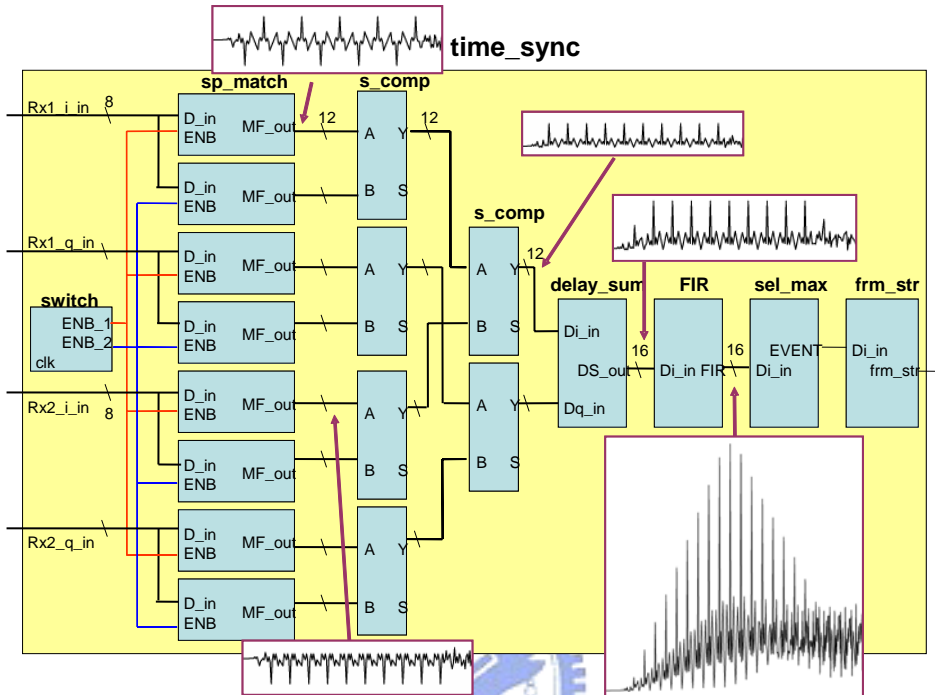 time_sync
sp_match
s_comp
Rx1_i_in
8
D_in
ENB
MF_out
12
A
Y
12
B
S
D_in
ENB
MF_out
Rx1_q_in
D_in
ENB
MF_out
A
Y
B
S
D_in
ENB
MF_out
switch
ENB_1
ENB_2
clk
s_comp
A
Y
12
B
S
delay_sum
FIR
sel_max
frm_str
Di_in
DS_out
16
Dq_in
Di_in
FIR
16
EVENT
Di_in
Di_in
frm_str
Rx2_i_in
8
D_in
ENB
MF_out
A
Y
B
S
D_in
ENB
MF_out
A
Y
B
S
Rx2_q_in
D_in
ENB
MF_out
A
Y
B
S
D_in
ENB
MF_out